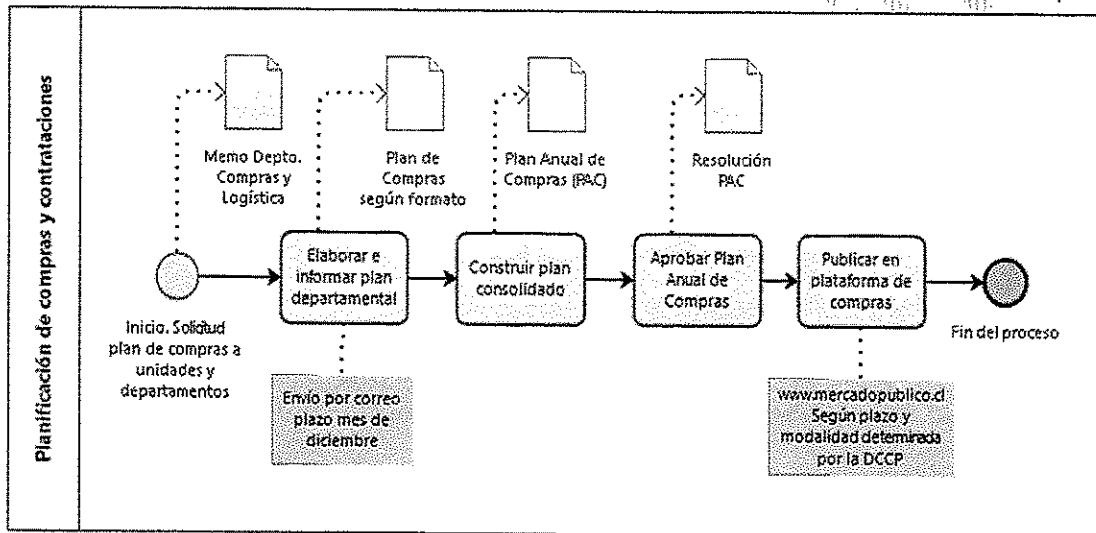 Planificación de compras y contrataciones
Memo Depto.
Compras y
Logística
Plan de
Compras
según formato
Plan Anual de
Compras (PAC)
Resolución
PAC
Inicio. Solicitud
plan de compras a
unidades y
departamentos
Elaborar e
informar plan
departamental
Construir plan
consolidado
Aprobar Plan
Anual de
Compras
Publicar en
plataforma de
compras
Fin del proceso
Envío por correo
plazo mes de
diciembre
www.mercadopublico.cl
Según plazo y
modalidad determinada
por la DCCP